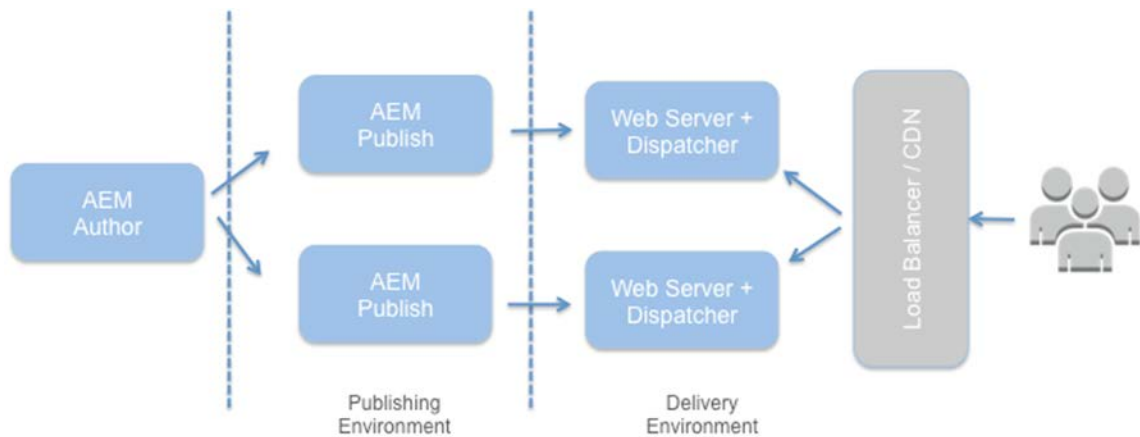 AEM
Author
AEM
Publish
AEM
Publish
Publishing
Environment
Web Server +
Dispatcher
Web Server +
Dispatcher
Delivery
Environment
Load Balancer / CDN